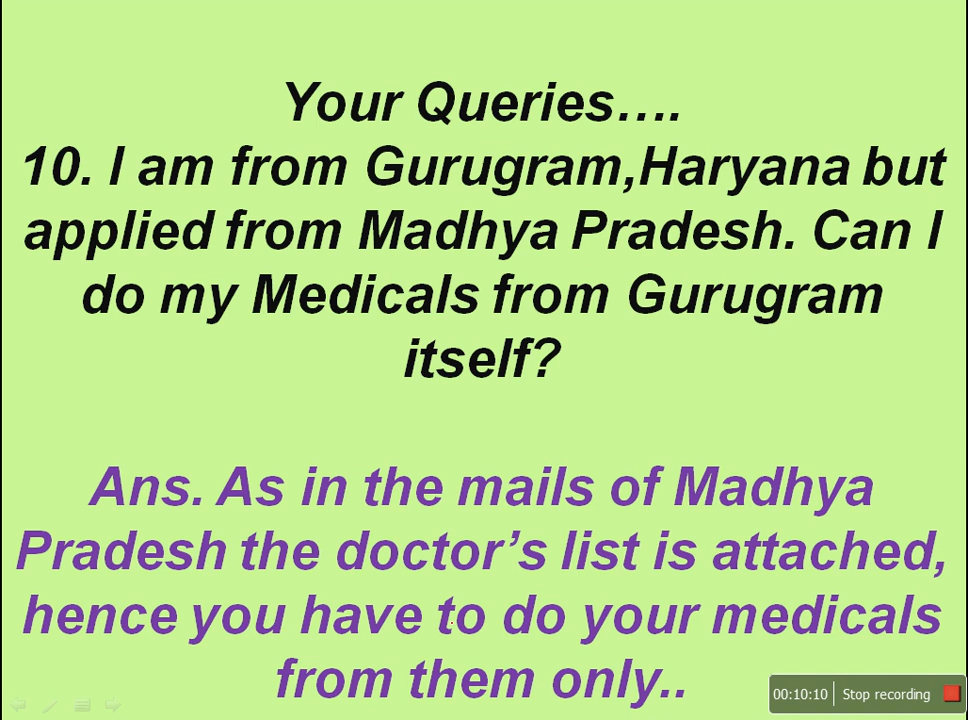 Your Queries....
10. I am from Gurugram,Haryana but
applied from Madhya Pradesh. Can I
do my Medicals from Gurugram
itself?
Ans. As in the mails of Madhya
Pradesh the doctor’s list is attached,
hence you have to do your medicals
from them only..
00:10:10 Stop recording